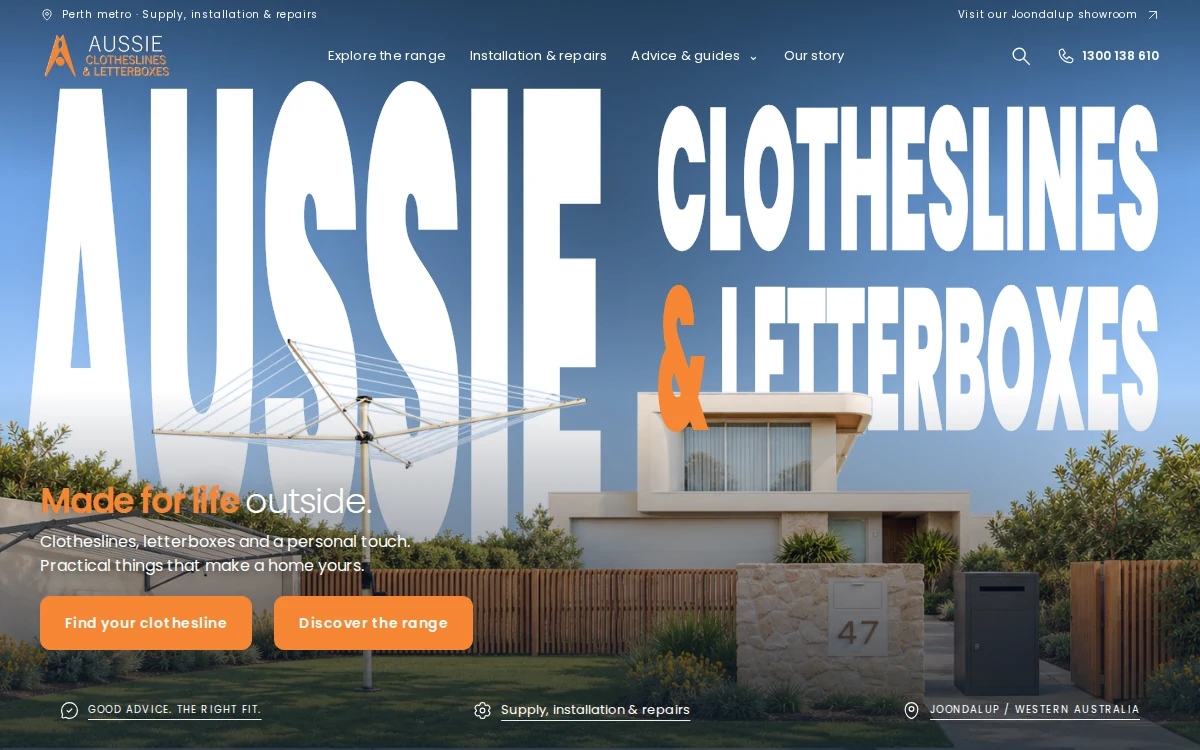 Perth metro · Supply, installation & repairs
Visit our Joondalup showroom
AUSSIE
CLOTHESLINES
& LETTERBOXES
Explore the range
Installation & repairs
Advice & guides
Our story
1300 138 610
AUSSIE
CLOTHESLINES
& LETTERBOXES
Made for life outside.
Clotheslines, letterboxes and a personal touch.
Practical things that make a home yours.
Find your clothesline
Discover the range
47
GOOD ADVICE. THE RIGHT FIT.
Supply, installation & repairs
JOONDALUP / WESTERN AUSTRALIA